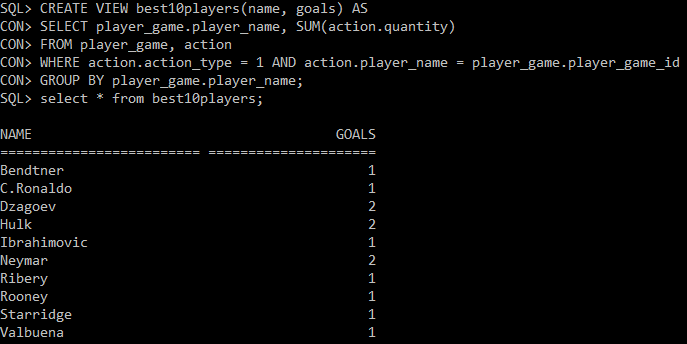 SQL> CREATE VIEW best10players(name, goals) AS
CON> SELECT player_game.player_name, SUM(action.quantity)
CON> FROM player_game, action
CON> WHERE action.action_type = 1 AND action.player_name = player_game.player_game_id
CON> GROUP BY player_game.player_name;
SQL> select * from best10players;
NAME GOALS
========================= =====================
Bendtner 1
C.Ronaldo 1
Dzagoev 2
Hulk 2
Ibrahimovic 1
Neymar 2
Ribery 1
Rooney 1
Starridge 1
Valbuena 1